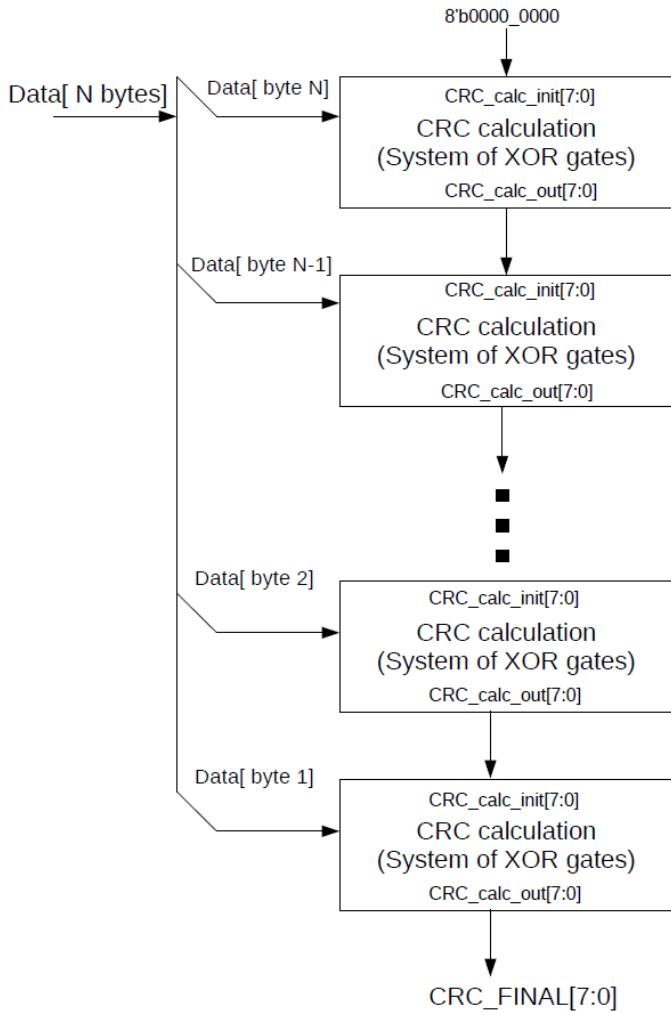 8'b0000_0000
Data[ N bytes]
Data[ byte N]
CRC_calc_init[7:0]
CRC calculation
(System of XOR gates)
CRC_calc_out[7:0]
Data[ byte N-1]
CRC_calc_init[7:0]
CRC calculation
(System of XOR gates)
CRC_calc_out[7:0]
Data[ byte 2]
CRC_calc_init[7:0]
CRC calculation
(System of XOR gates)
CRC_calc_out[7:0]
Data[ byte 1]
CRC_calc_init[7:0]
CRC calculation
(System of XOR gates)
CRC_calc_out[7:0]
CRC_FINAL[7:0]